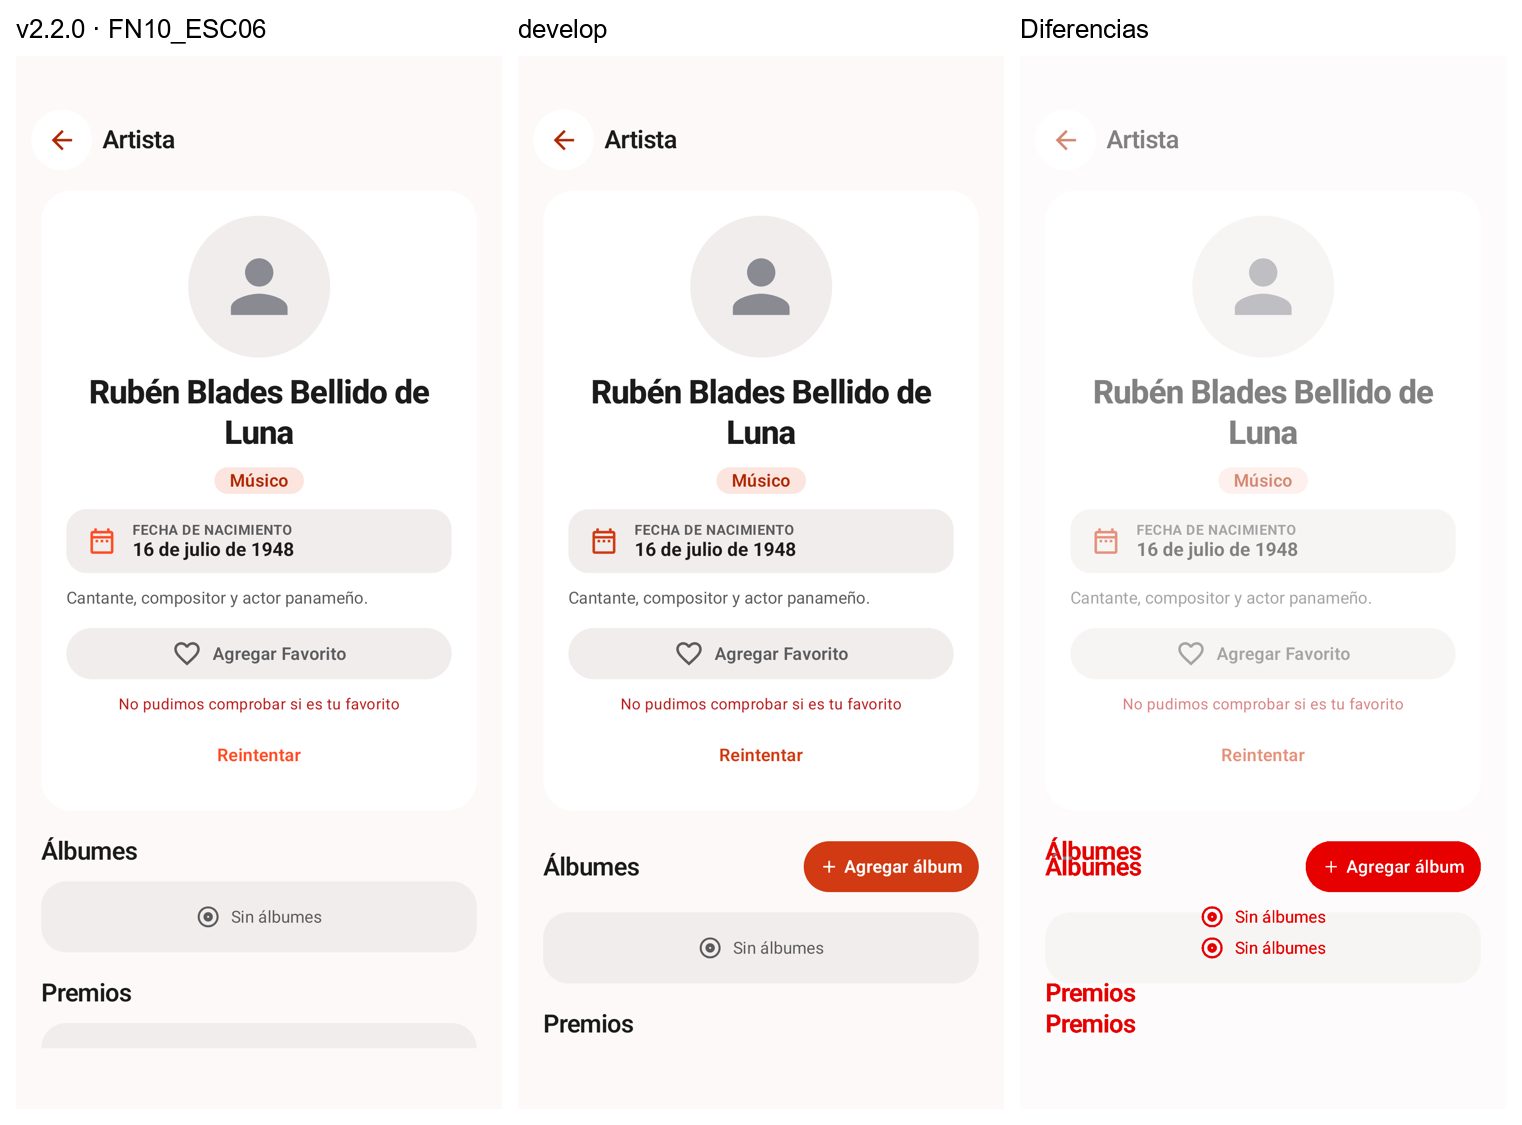 v2.2.0 · FN10_ESC06
Artista
Rubén Blades Bellido de
Luna
Músico
FECHA DE NACIMIENTO
16 de julio de 1948
Cantante, compositor y actor panameño.
Agregar Favorito
No pudimos comprobar si es tu favorito
Reintentar
Álbumes
Sin álbumes
Premios
develop
Artista
Rubén Blades Bellido de
Luna
Músico
FECHA DE NACIMIENTO
16 de julio de 1948
Cantante, compositor y actor panameño.
Agregar Favorito
No pudimos comprobar si es tu favorito
Reintentar
Álbumes
+ Agregar álbum
Sin álbumes
Premios
Diferencias
Artista
Rubén Blades Bellido de
Luna
Músico
FECHA DE NACIMIENTO
16 de julio de 1948
Cantante, compositor y actor panameño.
Agregar Favorito
No pudimos comprobar si es tu favorito
Reintentar
Álbumes
Álbumes
+ Agregar álbum
Sin álbumes
Sin álbumes
Premios
Premios